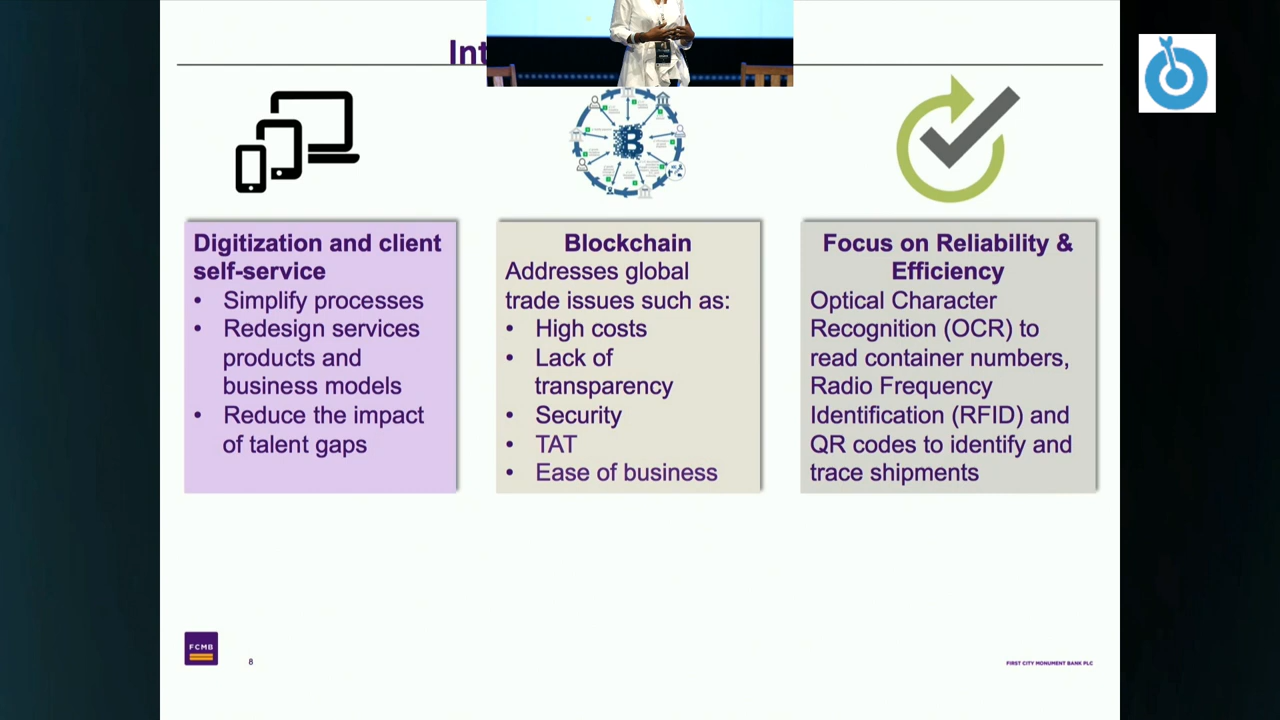 Digitization and client
self-service
• Simplify processes
• Redesign services
products and
business models
• Reduce the impact
of talent gaps
Blockchain
Addresses global
trade issues such as:
• High costs
• Lack of
transparency
• Security
• TAT
• Ease of business
Focus on Reliability &
Efficiency
Optical Character
Recognition (OCR) to
read container numbers,
Radio Frequency
Identification (RFID) and
QR codes to identify and
trace shipments
FCMB
8
FIRST CITY MONUMENT BANK PLC